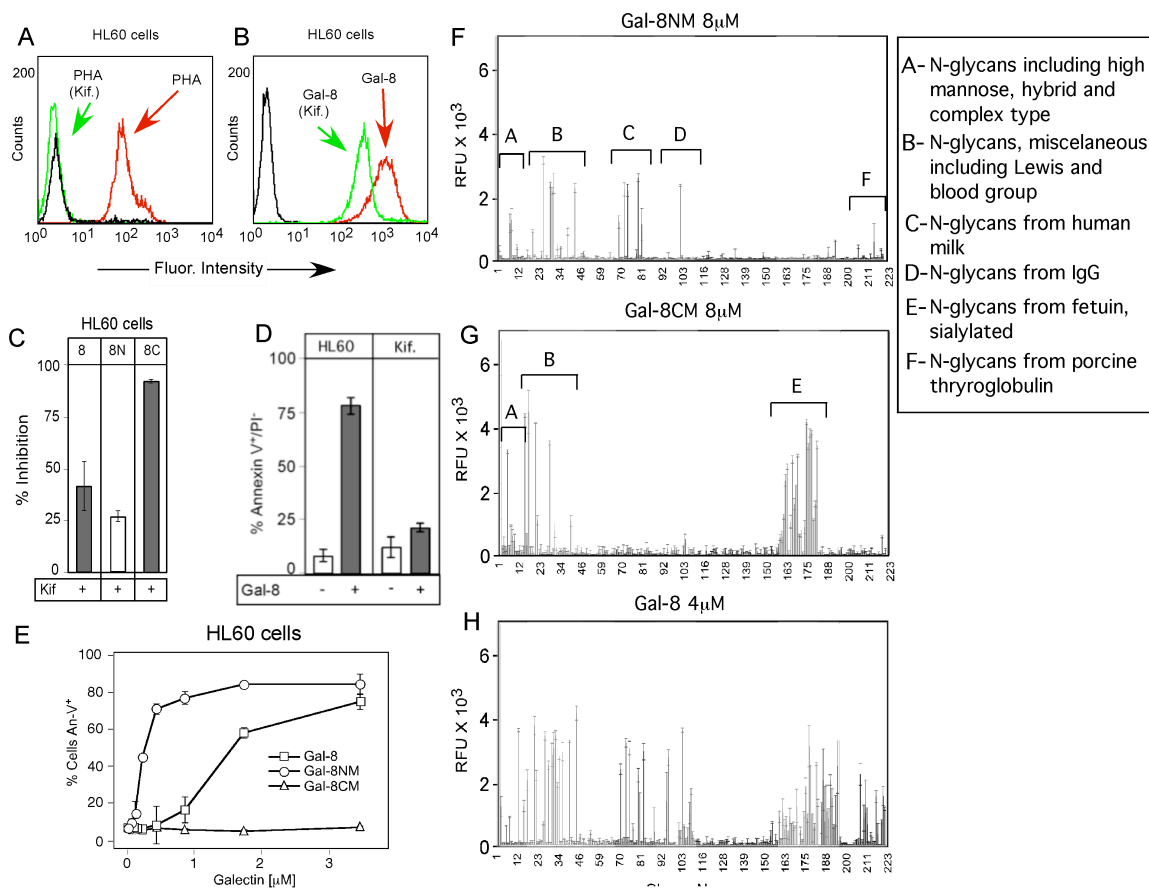 A
HL60 cells
200
Counts
PHA
(Kif.)
PHA
10^0 10^2 10^3 10^4
B
HL60 cells
200
Gal-8
(Kif.)
Gal-8
10^0 10^2 10^3 10^4
Fluor. Intensity
C
HL60 cells
8 8N 8C
% Inhibition
100
75
50
25
0
Kif + + +
D
HL60 Kif.
% Annexin V+/PI-
100
75
50
25
0
Gal-8 - + - +
E
HL60 cells
% Cells An-V+
100
80
60
40
20
0
Gal-8
Gal-8NM
Gal-8CM
0 1 2 3
Galectin [µM]
F
Gal-8NM 8µM
RFU X 10^3
6
4
2
0
A B C D F
1 12 23 34 46 59 70 81 92 103 116 128 139 150 163 175 188 200 211 223
G
Gal-8CM 8µM
RFU X 10^3
6
4
2
0
A B E
1 12 23 34 46 59 70 81 92 103 116 128 139 150 163 175 188 200 211 223
H
Gal-8 4µM
RFU X 10^3
6
4
2
0
1 12 23 34 46 59 70 81 92 103 116 128 139 150 163 175 188 200 211 223
A- N-glycans including high
mannose, hybrid and
complex type
B- N-glycans, miscelaneous
including Lewis and
blood group
C- N-glycans from human
milk
D- N-glycans from IgG
E- N-glycans from fetuin,
sialylated
F- N-glycans from porcine
thryroglobulin